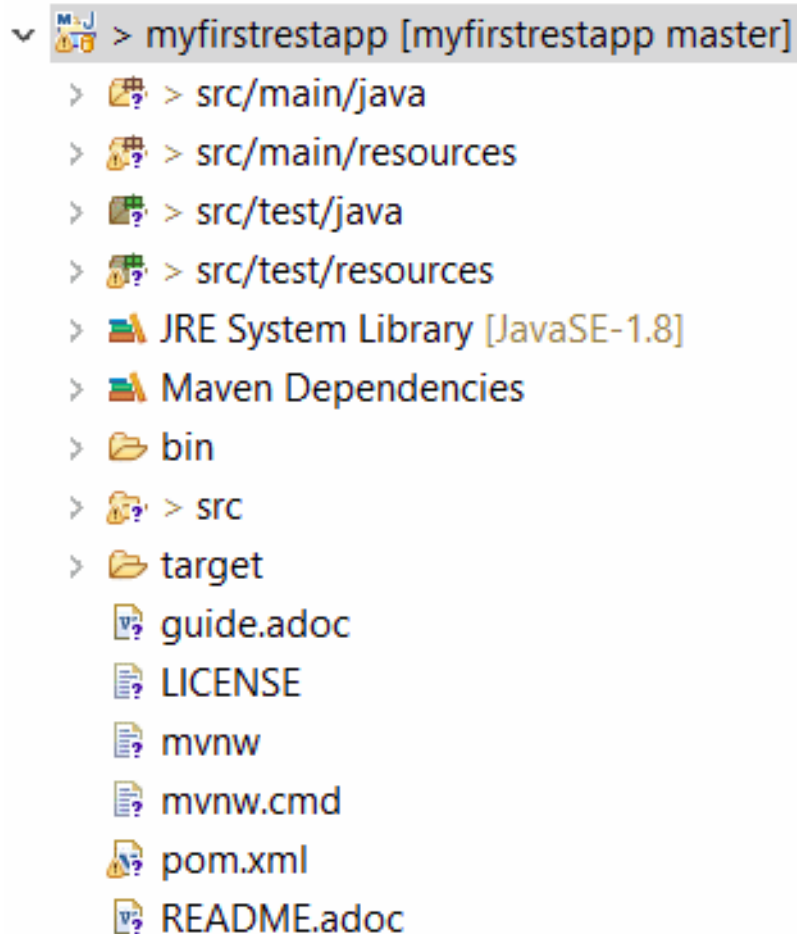 > myfirstrestapp [myfirstrestapp master]
> src/main/java
> src/main/resources
> src/test/java
> src/test/resources
JRE System Library [JavaSE-1.8]
Maven Dependencies
bin
> src
target
guide.adoc
LICENSE
mvnw
mvnw.cmd
pom.xml
README.adoc